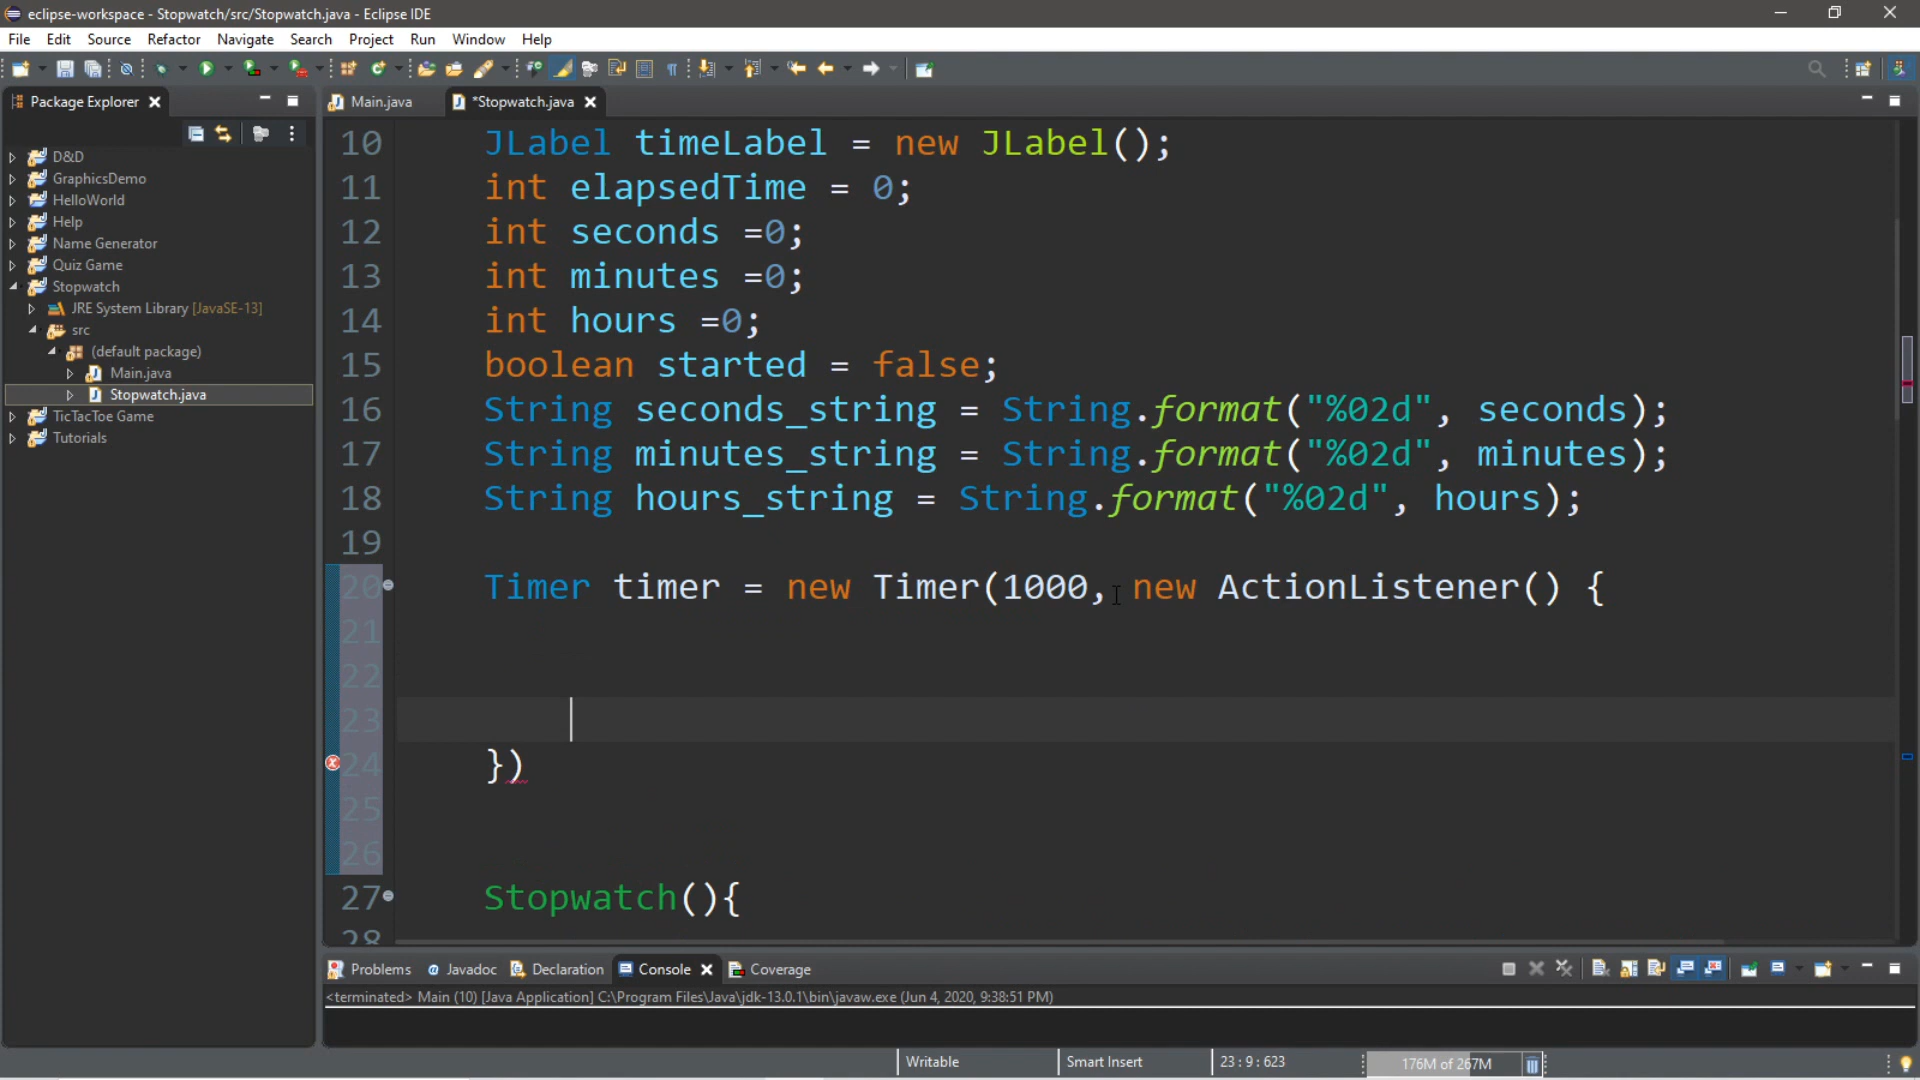 eclipse-workspace - Stopwatch/src/Stopwatch.java - Eclipse IDE
File Edit Source Refactor Navigate Search Project Run Window Help
Package Explorer
D&D
GraphicsDemo
HelloWorld
Help
Name Generator
Quiz Game
Stopwatch
JRE System Library [JavaSE-13]
src
(default package)
Main.java
Stopwatch.java
TicTacToe Game
Tutorials
Main.java *Stopwatch.java
10 JLabel timeLabel = new JLabel();
11 int elapsedTime = 0;
12 int seconds =0;
13 int minutes =0;
14 int hours =0;
15 boolean started = false;
16 String seconds_string = String.format("%02d", seconds);
17 String minutes_string = String.format("%02d", minutes);
18 String hours_string = String.format("%02d", hours);
19
20 Timer timer = new Timer(1000, new ActionListener() {
21
22
23
24 })
25
26
27 Stopwatch(){
28
Problems Javadoc Declaration Console Coverage
<terminated> Main (10) [Java Application] C:\Program Files\Java\jdk-13.0.1\bin\javaw.exe (Jun 4, 2020, 9:38:51 PM)
Writable Smart Insert 23 : 9 : 623 176M of 267M